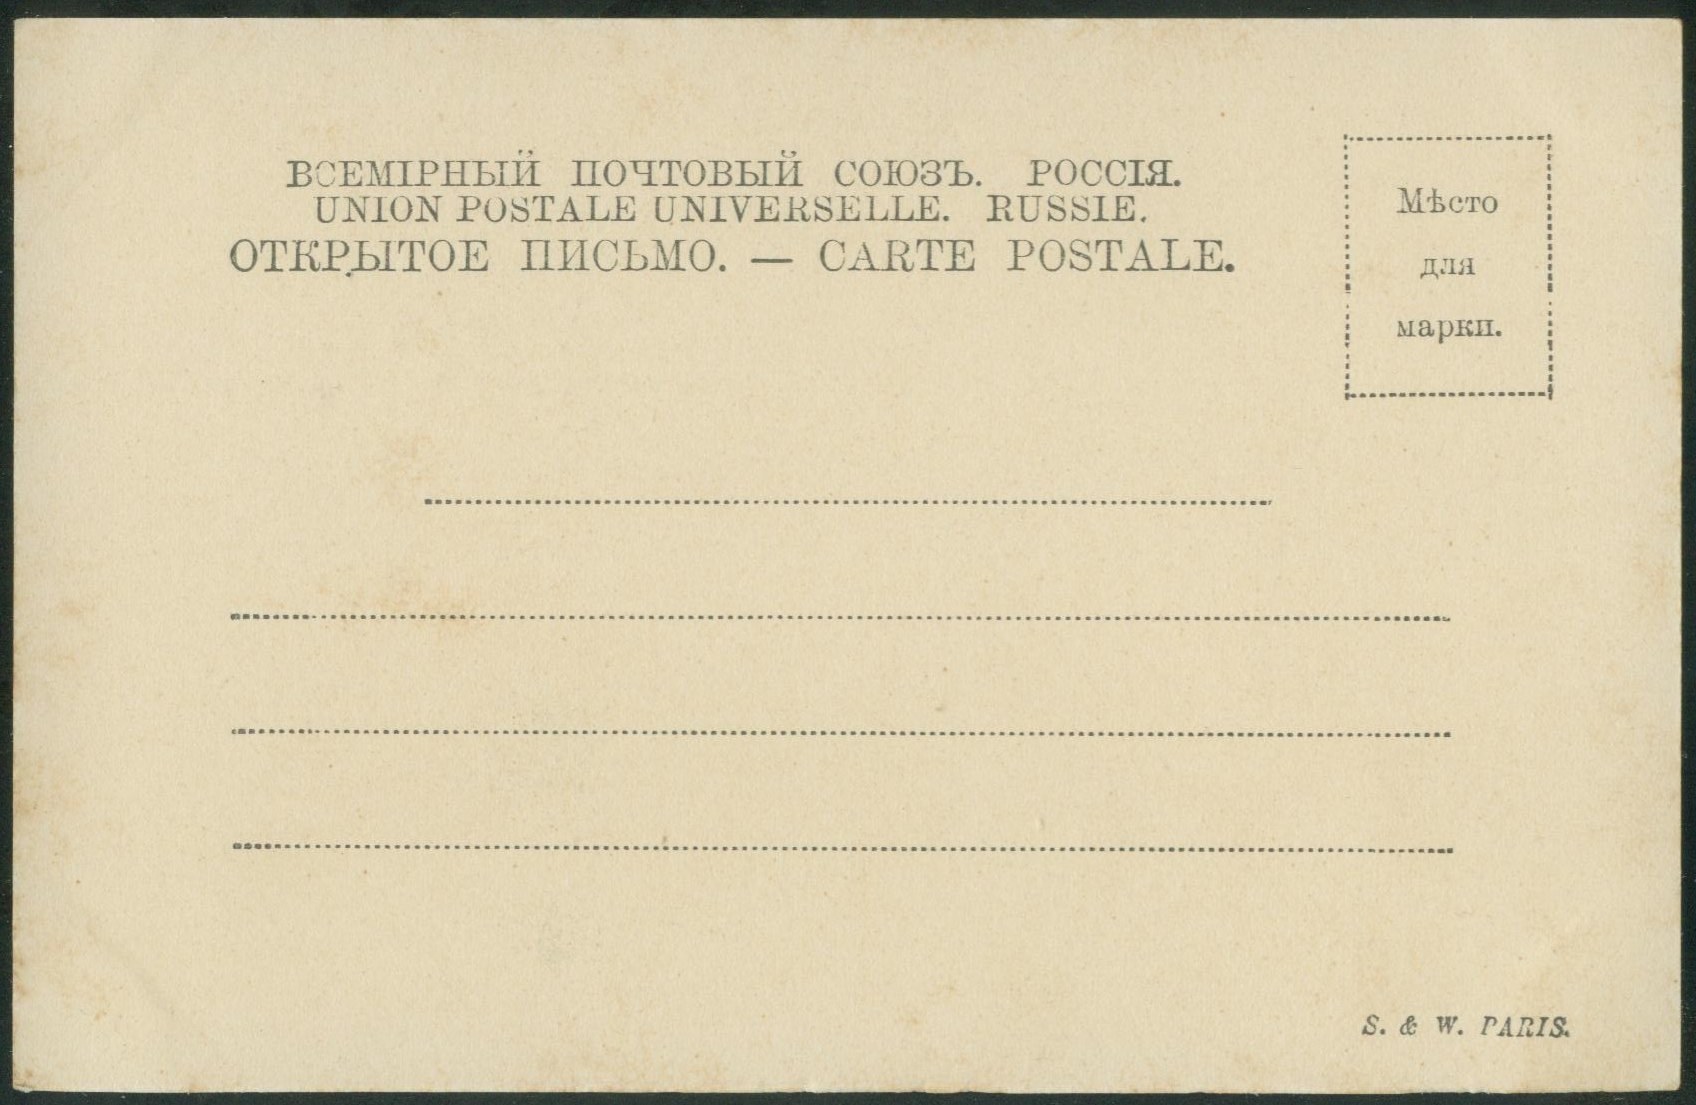 ВСЕМІРНЫЙ ПОЧТОВЫЙ СОЮЗЪ. РОССІЯ.
UNION POSTALE UNIVERSELLE. RUSSIE.
ОТКРЫТОЕ ПИСЬМО. — CARTE POSTALE.
Мѣсто
для
марки.
S. & W. PARIS.